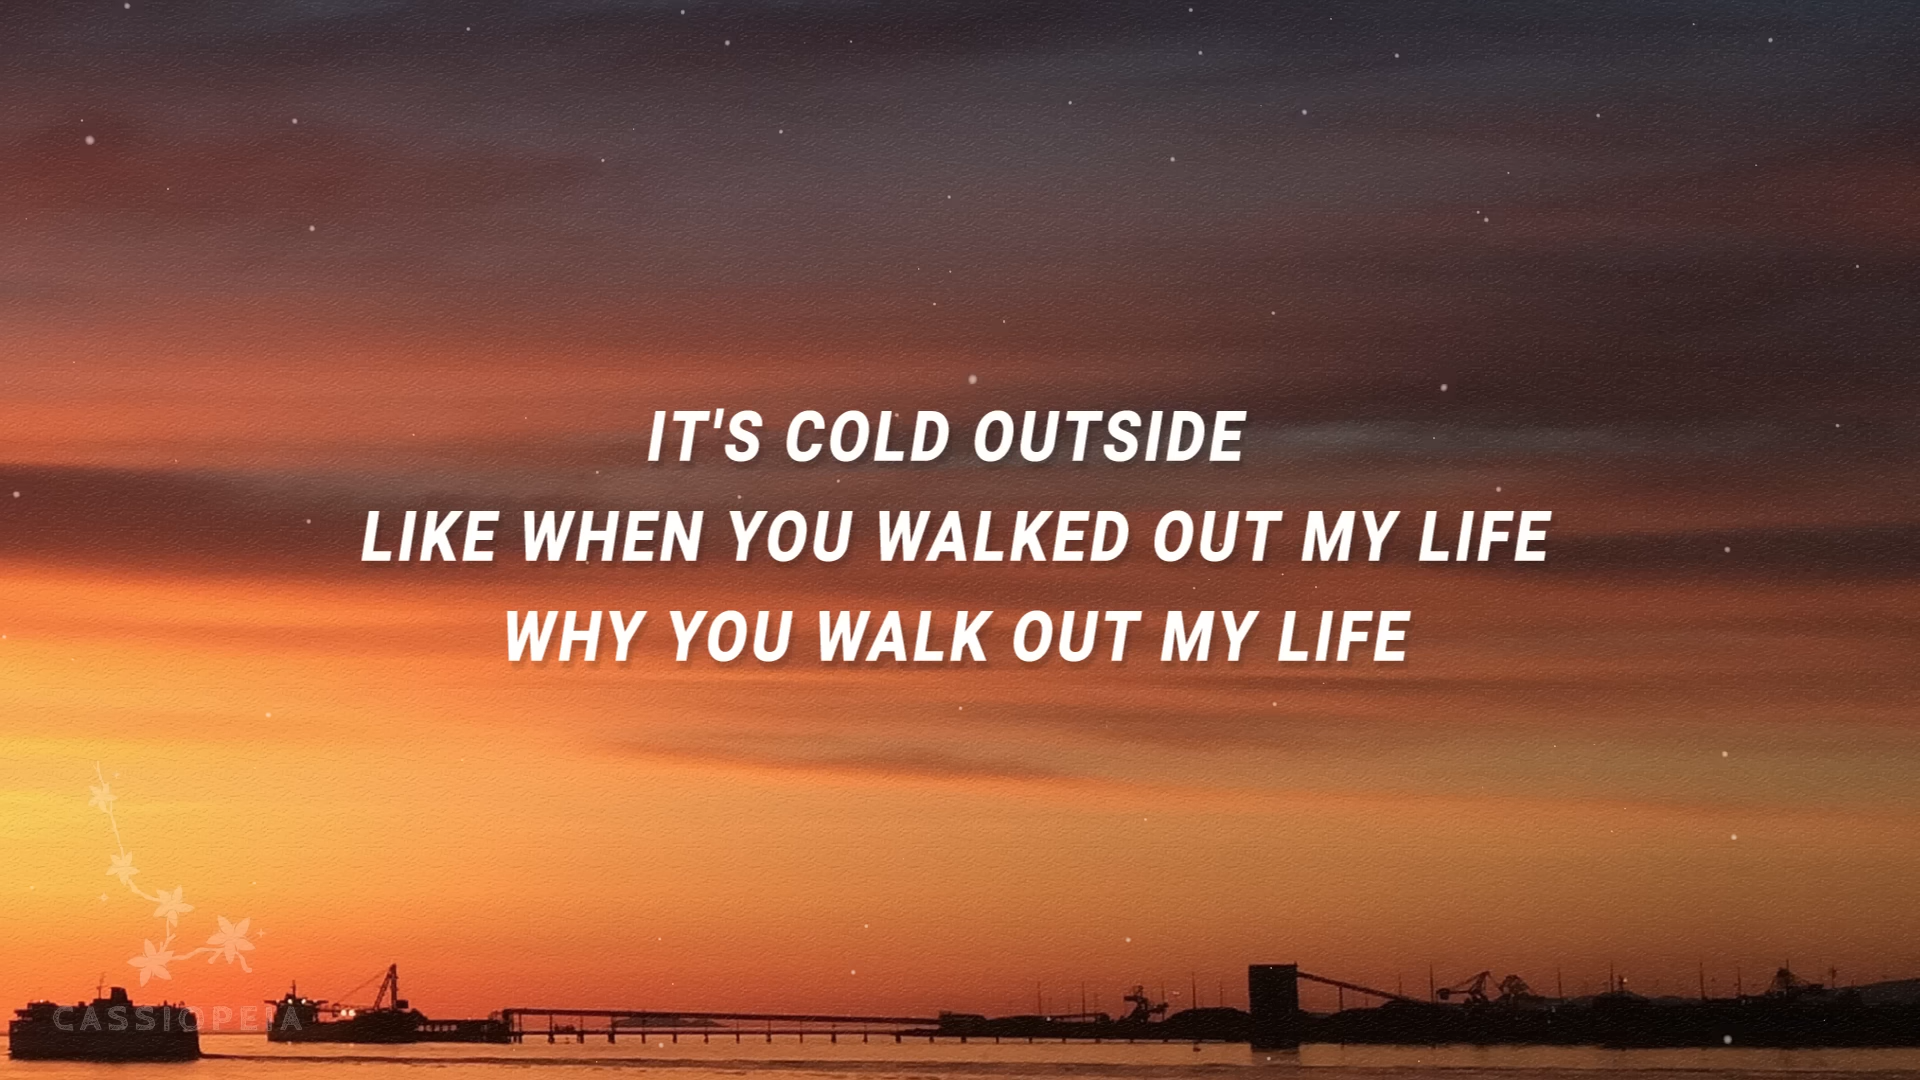 IT'S COLD OUTSIDE
LIKE WHEN YOU WALKED OUT MY LIFE
WHY YOU WALK OUT MY LIFE
CASSIOPEIA